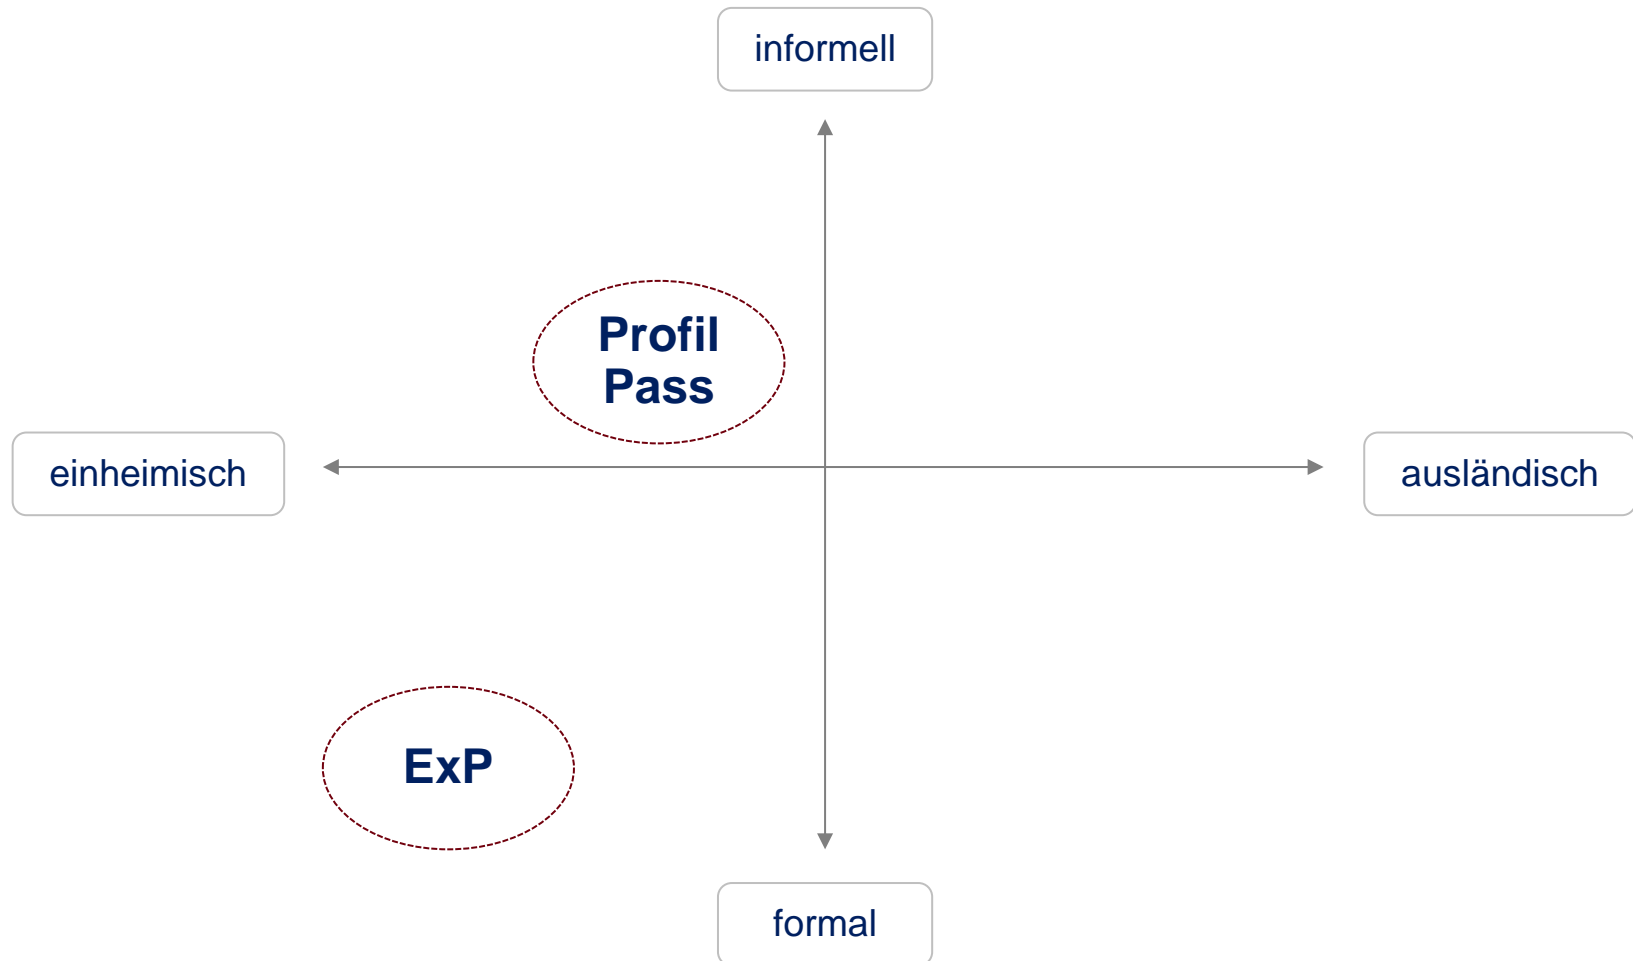 informell
Profil
Pass
einheimisch
ausländisch
ExP
formal